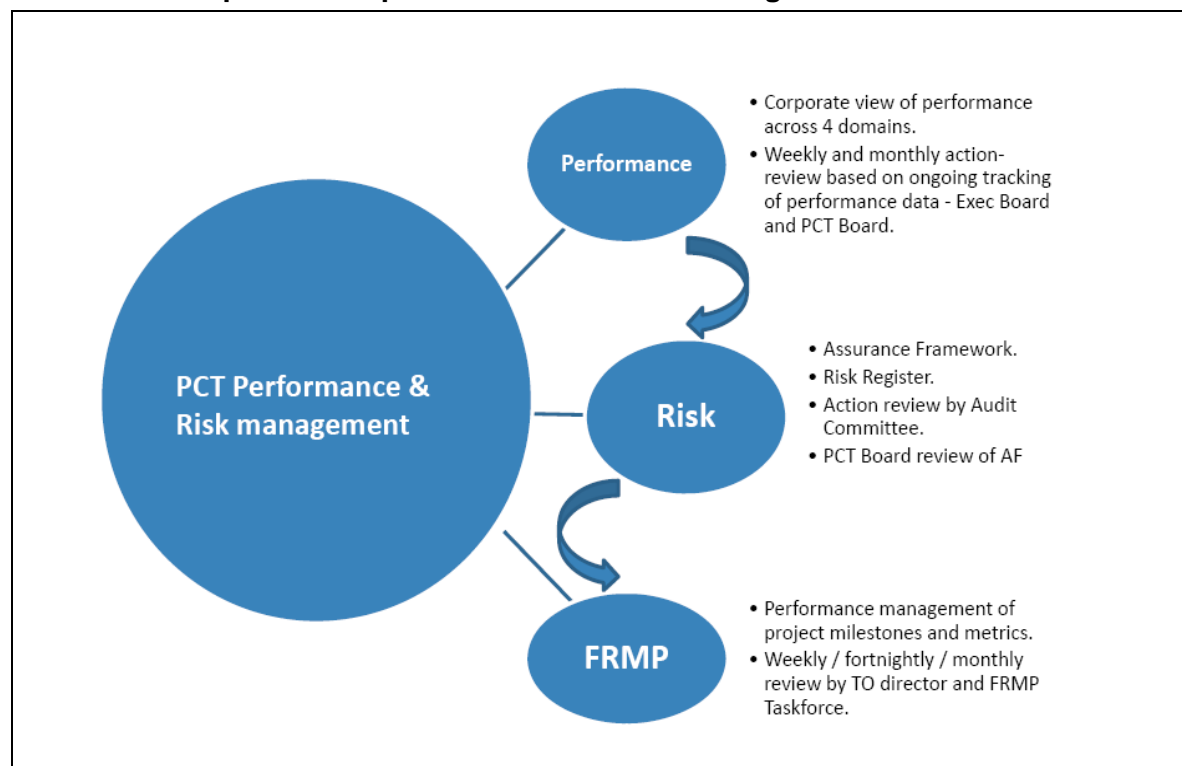 PCT Performance &
Risk management
Performance
• Corporate view of performance
across 4 domains.
• Weekly and monthly action-
review based on ongoing tracking
of performance data - Exec Board
and PCT Board.
Risk
• Assurance Framework.
• Risk Register.
• Action review by Audit
Committee.
• PCT Board review of AF
FRMP
• Performance management of
project milestones and metrics.
• Weekly / fortnightly / monthly
review by TO director and FRMP
Taskforce.